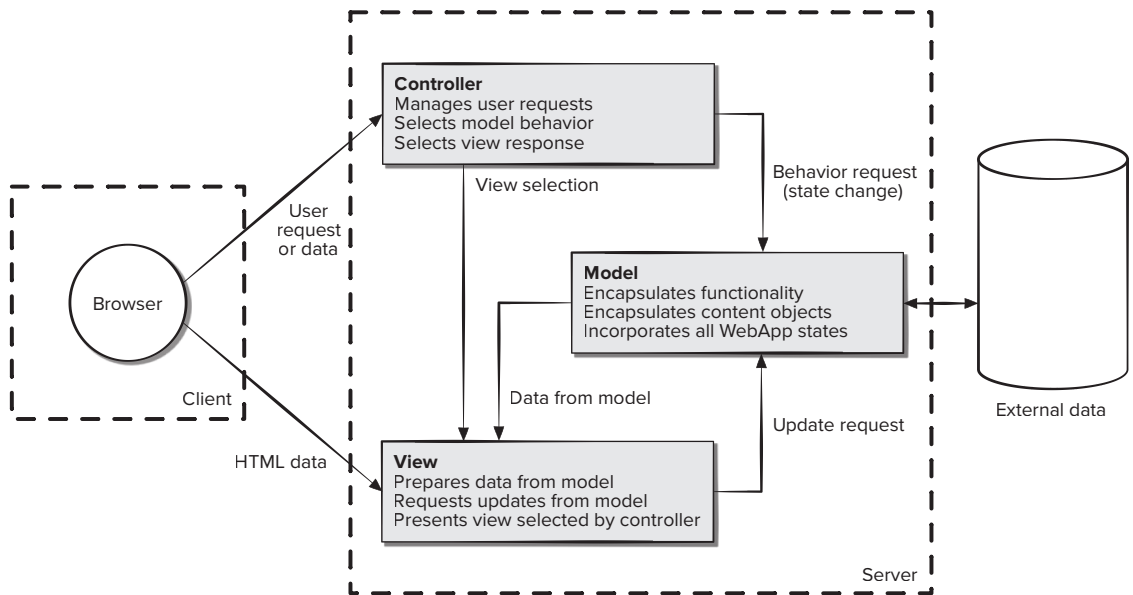 Controller
Manages user requests
Selects model behavior
Selects view response
View selection
Behavior request
(state change)
User
request
or data
Browser
Client
Model
Encapsulates functionality
Encapsulates content objects
Incorporates all WebApp states
Data from model
Update request
External data
HTML data
View
Prepares data from model
Requests updates from model
Presents view selected by controller
Server